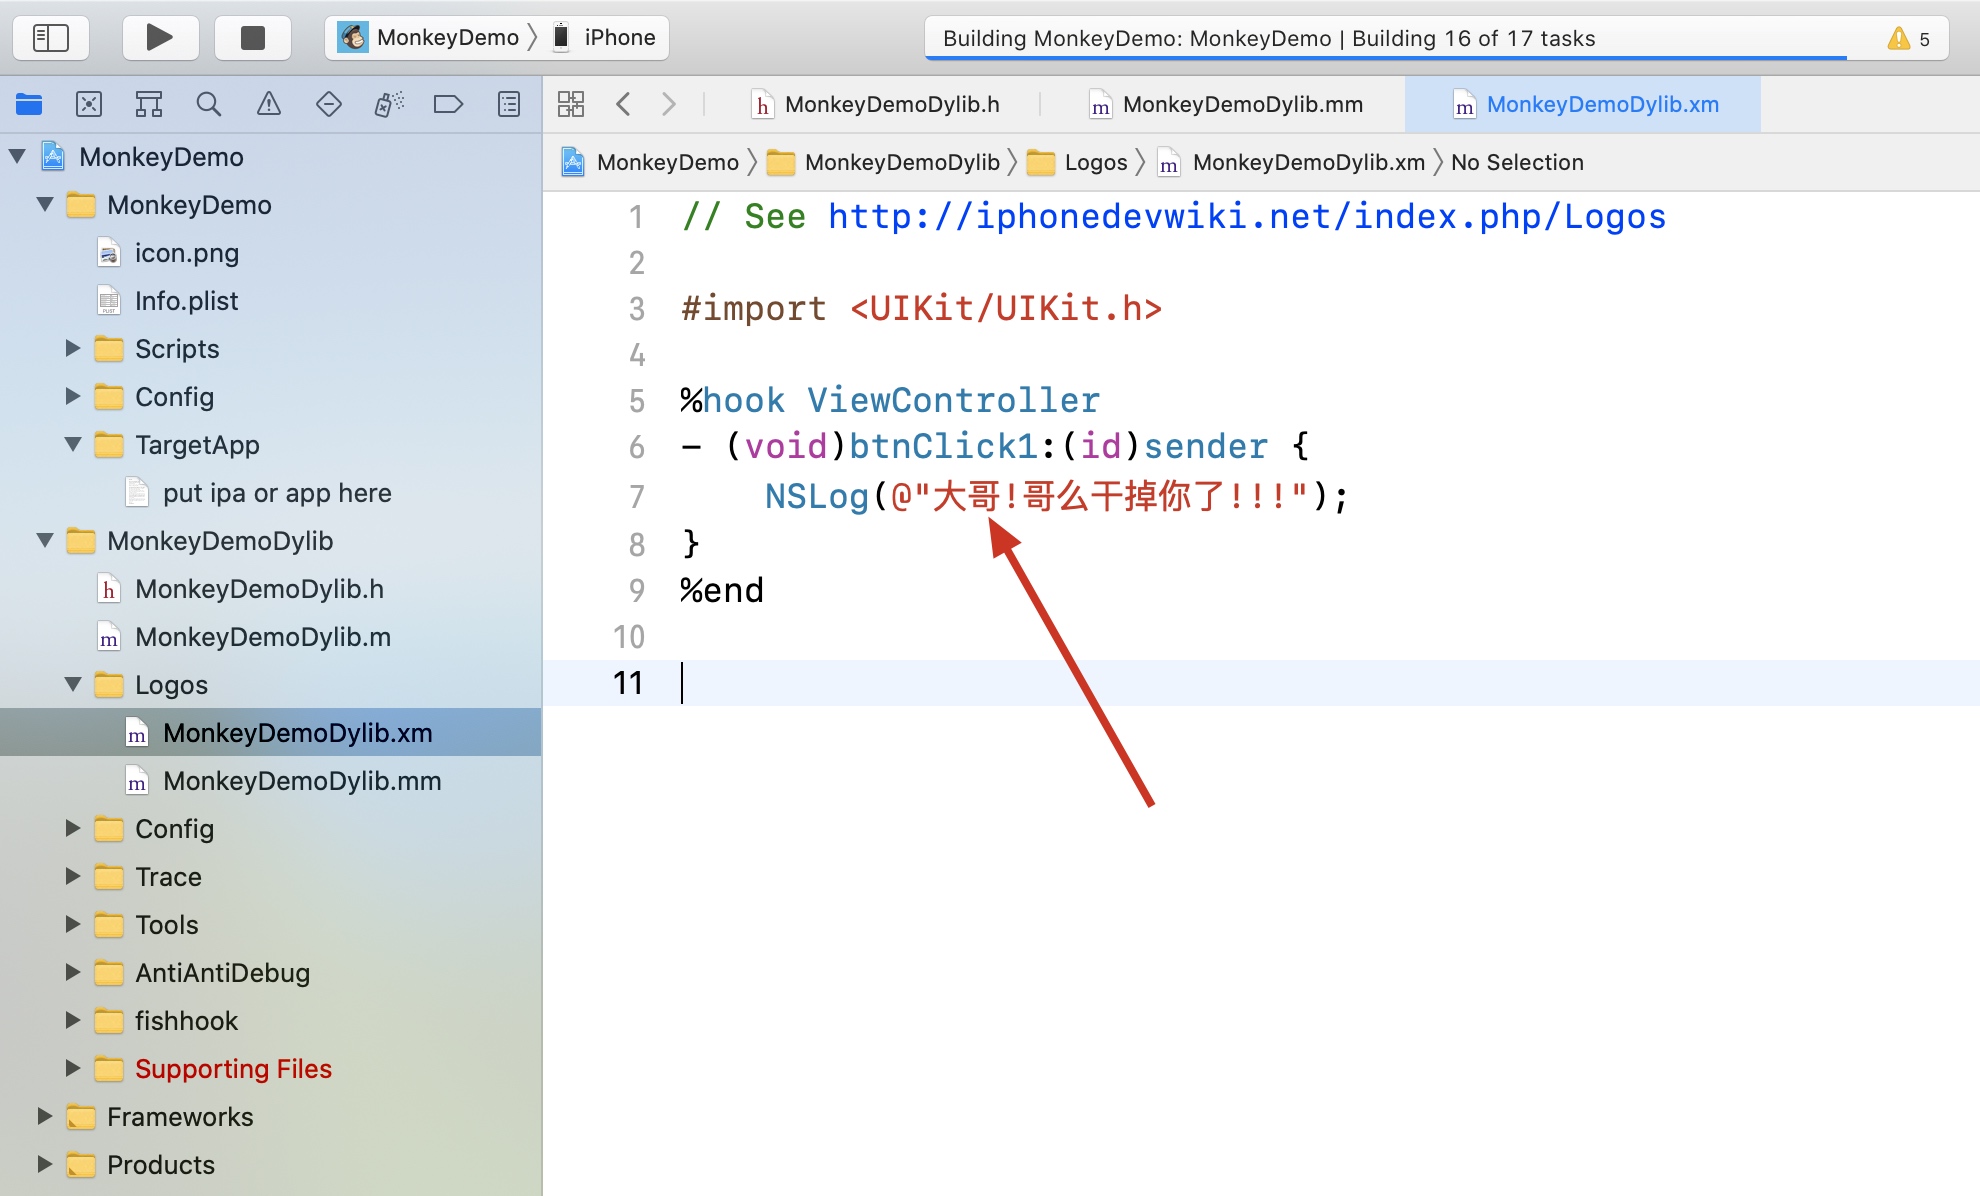 MonkeyDemo 〉 iPhone
Building MonkeyDemo: MonkeyDemo | Building 16 of 17 tasks
5
MonkeyDemoDylib.h
MonkeyDemoDylib.mm
MonkeyDemoDylib.xm
MonkeyDemo 〉 MonkeyDemoDylib 〉 Logos 〉 MonkeyDemoDylib.xm 〉 No Selection
MonkeyDemo
MonkeyDemo
icon.png
Info.plist
Scripts
Config
TargetApp
put ipa or app here
MonkeyDemoDylib
MonkeyDemoDylib.h
MonkeyDemoDylib.m
Logos
MonkeyDemoDylib.xm
MonkeyDemoDylib.mm
Config
Trace
Tools
AntiAntiDebug
fishhook
Supporting Files
Frameworks
Products
1 // See http://iphonedevwiki.net/index.php/Logos
2
3 #import <UIKit/UIKit.h>
4
5 %hook ViewController
6 - (void)btnClick1:(id)sender {
7     NSLog(@"大哥!哥么干掉你了!!!");
8 }
9 %end
10
11